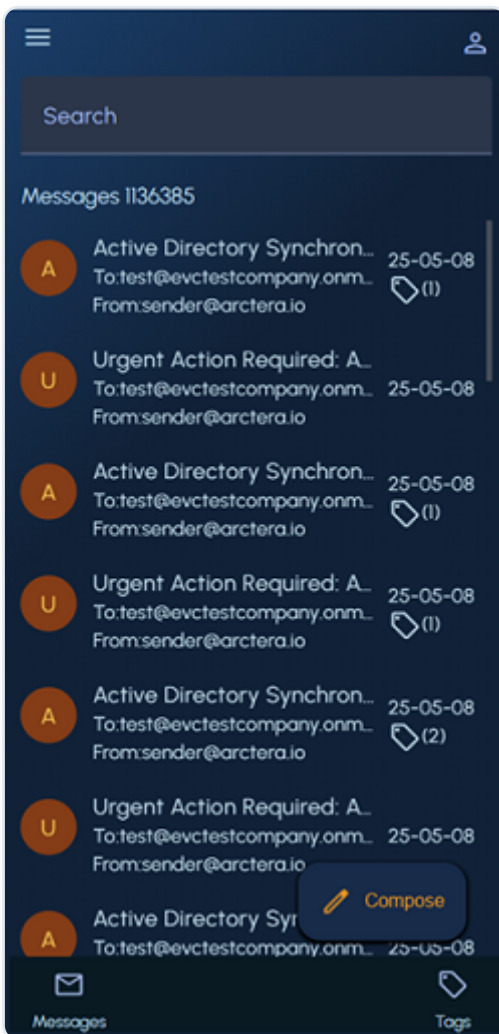 Search
Messages 1136385
Active Directory Synchron...
25-05-08
To:test@evctestcompany.onm...
(1)
From:sender@arctera.io
Urgent Action Required: A...
To:test@evctestcompany.onm...
25-05-08
From:sender@arctera.io
Active Directory Synchron...
25-05-08
To:test@evctestcompany.onm...
(1)
From:sender@arctera.io
Urgent Action Required: A...
25-05-08
To:test@evctestcompany.onm...
(1)
From:sender@arctera.io
Active Directory Synchron...
25-05-08
To:test@evctestcompany.onm...
(2)
From:sender@arctera.io
Urgent Action Required: A...
To:test@evctestcompany.onm...
25-05-08
From:sender@arctera.io
Compose
Active Directory Syn
To:test@evctestcompany.onm...
25-05-08
A
U
A
U
A
U
A
Messages
Tags